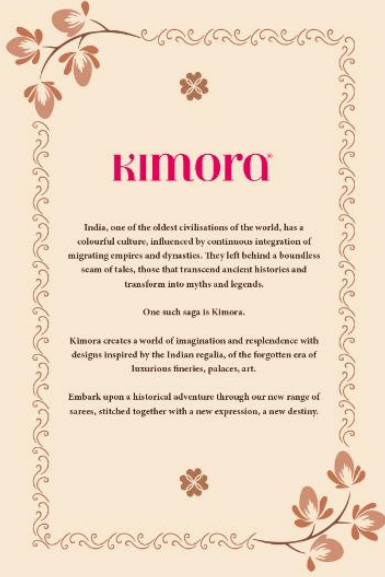 KIMORA®
India, one of the oldest civilisations of the world, has a
colourful culture, influenced by continuous integration of
migrating empires and dynasties. They left behind a boundless
seam of tales, those that transcend ancient histories and
transform into myths and legends.
One such saga is Kimora.
Kimora creates a world of imagination and resplendence with
designs inspired by the Indian regalia, of the forgotten era of
luxurious fineries, palaces, art.
Embark upon a historical adventure through our new range of
sarees, stitched together with a new expression, a new destiny.